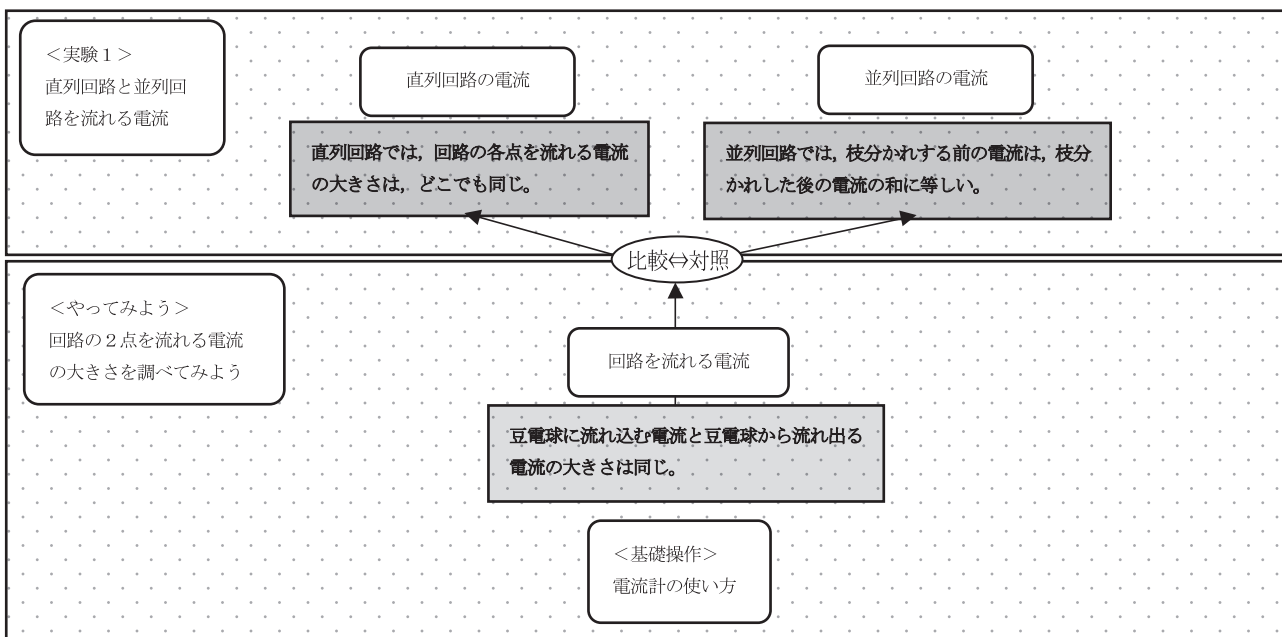 ＜実験１＞
直列回路と並列回
路を流れる電流
直列回路の電流
直列回路では，回路の各点を流れる電流
の大きさは，どこでも同じ。
並列回路の電流
並列回路では，枝分かれする前の電流は，枝分
かれした後の電流の和に等しい。
比較⇔対照
＜やってみよう＞
回路の２点を流れる電流
の大きさを調べてみよう
回路を流れる電流
豆電球に流れ込む電流と豆電球から流れ出る
電流の大きさは同じ。
＜基礎操作＞
電流計の使い方